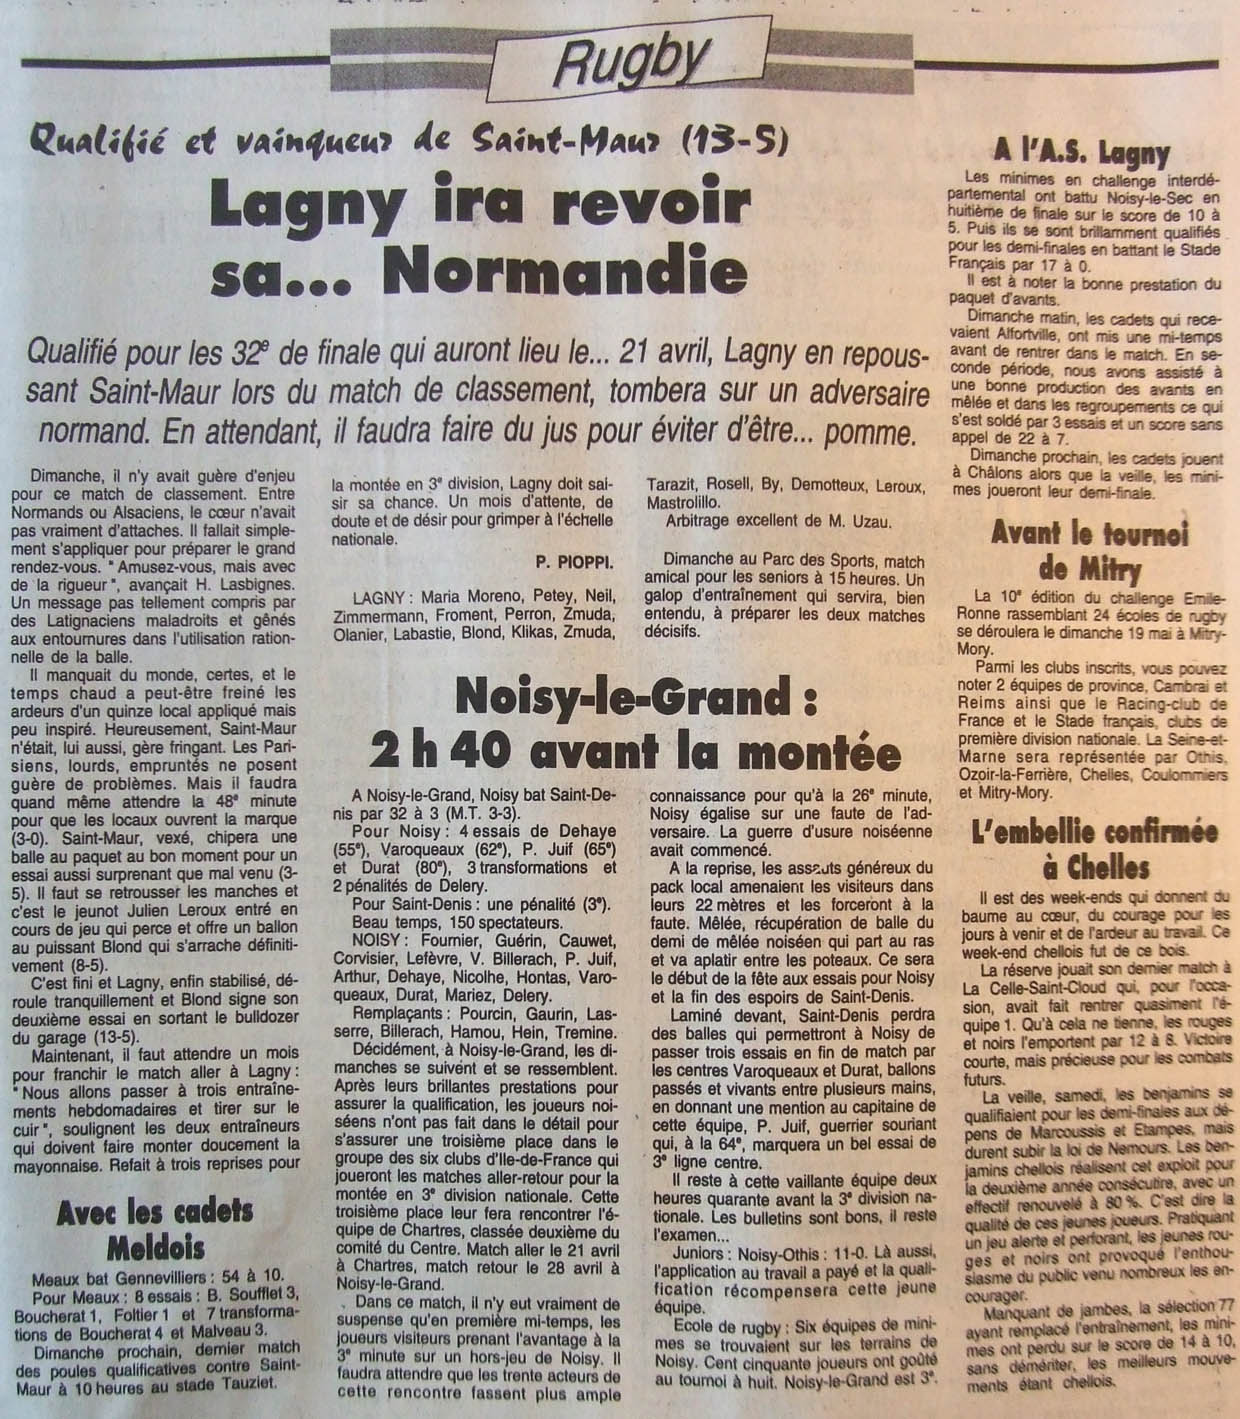 Rugby
Qualifié et vainqueur de Saint-Maur (13-5)
Lagny ira revoir
sa... Normandie
Qualifié pour les 32e de finale qui auront lieu le... 21 avril, Lagny en repous-
sant Saint-Maur lors du match de classement, tombera sur un adversaire
normand. En attendant, il faudra faire du jus pour éviter d'être... pomme.
Dimanche, il n'y avait guère d'enjeu
pour ce match de classement. Entre
Normands ou Alsaciens, le cœur n'avait
pas vraiment d'attaches. Il fallait simple-
ment s'appliquer pour préparer le grand
rendez-vous. "Amusez-vous, mais avec
de la rigueur", avançait H. Lasbignes.
Un message pas tellement compris par
des Latignaciens maladroits et gênés
aux entournures dans l'utilisation ration-
nelle de la balle.
Il manquait du monde, certes, et le
temps chaud a peut-être freiné les
ardeurs d'un quinze local appliqué mais
peu inspiré. Heureusement, Saint-Maur
n'était, lui aussi, gère fringant. Les Pari-
siens, lourds, empruntés ne posent
guère de problèmes. Mais il faudra
quand même attendre la 48e minute
pour que les locaux ouvrent la marque
(3-0). Saint-Maur, vexé, chipera une
balle au paquet au bon moment pour un
essai aussi surprenant que mal venu (3-
5). Il faut se retrousser les manches et
c'est le jeunot Julien Leroux entré en
cours de jeu qui perce et offre un ballon
au puissant Blond qui s'arrache définiti-
vement (8-5).
C'est fini et Lagny, enfin stabilisé, dé-
roule tranquillement et Blond signe son
deuxième essai en sortant le bulldozer
du garage (13-5).
Maintenant, il faut attendre un mois
pour franchir le match aller à Lagny :
"Nous allons passer à trois entraîne-
ments hebdomadaires et tirer sur le
cuir", soulignent les deux entraîneurs
qui doivent faire monter doucement la
mayonnaise. Refait à trois reprises pour
la montée en 3e division, Lagny doit sai-
sir sa chance. Un mois d'attente, de
doute et de désir pour grimper à l'échelle
nationale.
P. PIOPPI.
LAGNY : Maria Moreno, Petey, Neil,
Zimmermann, Froment, Perron, Zmuda,
Olanier, Labastie, Blond, Klikas, Zmuda,
Tarazit, Rosell, By, Demotteux, Leroux,
Mastrolillo.
Arbitrage excellent de M. Uzau.
Dimanche au Parc des Sports, match
amical pour les seniors à 15 heures. Un
galop d'entraînement qui servira, bien
entendu, à préparer les deux matches
décisifs.
Avec les cadets
Meldois
Meaux bat Gennevilliers : 54 à 10.
Pour Meaux : 8 essais : B. Soufflet 3,
Boucherat 1, Foltier 1 et 7 transforma-
tions de Boucherat 4 et Malveau 3.
Dimanche prochain, dernier match
des poules qualificatives contre Saint-
Maur à 10 heures au stade Tauziet.
Noisy-le-Grand :
2 h 40 avant la montée
A Noisy-le-Grand, Noisy bat Saint-De-
nis par 32 à 3 (M.T. 3-3).
Pour Noisy : 4 essais de Dehaye
(55e), Varoqueaux (62e), P. Juif (65e)
et Durat (80e), 3 transformations et
2 pénalités de Delery.
Pour Saint-Denis : une pénalité (3e).
Beau temps, 150 spectateurs.
NOISY : Fournier, Guérin, Cauwet,
Corvisier, Lefèvre, V. Billerach, P. Juif,
Arthur, Dehaye, Nicolhe, Hontas, Varo-
queaux, Durat, Mariez, Delery.
Remplaçants : Pourcin, Gaurin, Las-
serre, Billerach, Hamou, Hein, Tremine.
Décidément, à Noisy-le-Grand, les di-
manches se suivent et se ressemblent.
Après leurs brillantes prestations pour
assurer la qualification, les joueurs noi-
séens n'ont pas fait dans le détail pour
s'assurer une troisième place dans le
groupe des six clubs d'Ile-de-France qui
joueront les matches aller-retour pour la
montée en 3e division nationale. Cette
troisième place leur fera rencontrer l'é-
quipe de Chartres, classée deuxième du
comité du Centre. Match aller le 21 avril
à Chartres, match retour le 28 avril à
Noisy-le-Grand.
Dans ce match, il n'y eut vraiment de
suspense qu'en première mi-temps, les
joueurs visiteurs prenant l'avantage à la
3e minute sur un hors-jeu de Noisy. Il
faudra attendre que les trente acteurs de
cette rencontre fassent plus ample
connaissance pour qu'à la 26e minute,
Noisy égalise sur une faute de l'ad-
versaire. La guerre d'usure noiséenne
avait commencé.
A la reprise, les assauts généreux du
pack local amenaient les visiteurs dans
leurs 22 mètres et les forceront à la
faute. Mêlée, récupération de balle du
demi de mêlée noiséen qui part au ras
et va aplatir entre les poteaux. Ce sera
le début de la fête aux essais pour Noisy
et la fin des espoirs de Saint-Denis.
Laminé devant, Saint-Denis perdra
des balles qui permettront à Noisy de
passer trois essais en fin de match par
les centres Varoqueaux et Durat, ballons
passés et vivants entre plusieurs mains,
en donnant une mention au capitaine de
cette équipe, P. Juif, guerrier souriant
qui, à la 64e, marquera un bel essai de
3e ligne centre.
Il reste à cette vaillante équipe deux
heures quarante avant la 3e division na-
tionale. Les bulletins sont bons, il reste
l'examen...
Juniors : Noisy-Othis : 11-0. Là aussi,
l'application au travail a payé et la quali-
fication récompensera cette jeune
équipe.
Ecole de rugby : Six équipes de mini-
mes se trouvaient sur les terrains de
Noisy. Cent cinquante joueurs ont goûté
au tournoi à huit. Noisy-le-Grand est 3e.
A l'A.S. Lagny
Les minimes en challenge interdé-
partemental ont battu Noisy-le-Sec en
huitième de finale sur le score de 10 à
5. Puis ils se sont brillamment qualifiés
pour les demi-finales en battant le Stade
Français par 17 à 0.
Il est à noter la bonne prestation du
paquet d'avants.
Dimanche matin, les cadets qui rece-
vaient Alfortville, ont mis une mi-temps
avant de rentrer dans le match. En se-
conde période, nous avons assisté à
une bonne production des avants en
mêlée et dans les regroupements ce qui
s'est soldé par 3 essais et un score sans
appel de 22 à 7.
Dimanche prochain, les cadets jouent
à Châlons alors que la veille, les mini-
mes joueront leur demi-finale.
Avant le tournoi
de Mitry
La 10e édition du challenge Emile-
Ronne rassemblant 24 écoles de rugby
se déroulera le dimanche 19 mai à Mitry-
Mory.
Parmi les clubs inscrits, vous pouvez
noter 2 équipes de province, Cambrai et
Reims ainsi que le Racing-club de
France et le Stade français, clubs de
première division nationale. La Seine-et-
Marne sera représentée par Othis,
Ozoir-la-Ferrière, Chelles, Coulommiers
et Mitry-Mory.
L'embellie confirmée
à Chelles
Il est des week-ends qui donnent du
baume au cœur, du courage pour les
jours à venir et de l'ardeur au travail. Ce
week-end chellois fut de ce bois.
La réserve jouait son dernier match à
La Celle-Saint-Cloud qui, pour l'occa-
sion, avait fait rentrer quasiment l'é-
quipe 1. Qu'à cela ne tienne, les rouges
et noirs l'emportent par 12 à 8. Victoire
courte, mais précieuse pour les combats
futurs.
La veille, samedi, les benjamins se
qualifiaient pour les demi-finales aux dé-
pens de Marcoussis et Etampes, mais
durent subir la loi de Nemours. Les ben-
jamins chellois réalisent cet exploit pour
la deuxième année consécutive, avec un
effectif renouvelé à 80 %. C'est dire la
qualité de ces jeunes joueurs. Pratiquant
un jeu alerte et perforant, les jeunes rou-
ges et noirs ont provoqué l'enthou-
siasme du public venu nombreux les en-
courager.
Manquant de jambes, la sélection 77
ayant remplacé l'entraînement, les mini-
mes ont perdu sur le score de 14 à 10,
sans démériter, les meilleurs mouve-
ments étant chellois.